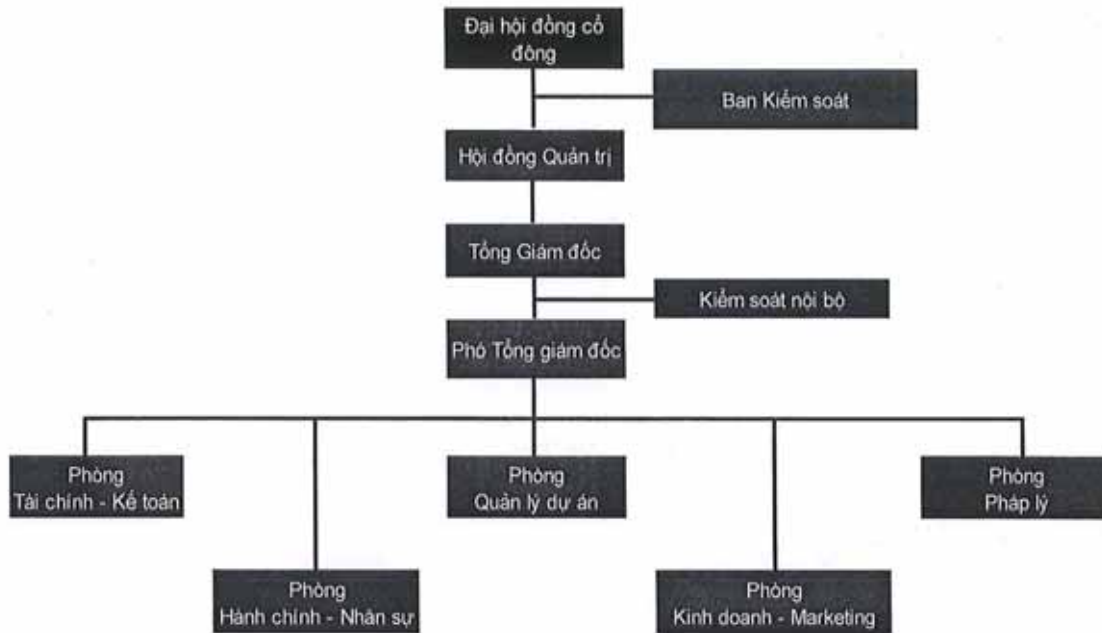 Đại hội đồng cổ
đông
Ban Kiểm soát
Hội đồng Quản trị
Tổng Giám đốc
Kiểm soát nội bộ
Phó Tổng giám đốc
Phòng
Tài chính - Kế toán
Phòng
Quản lý dự án
Phòng
Pháp lý
Phòng
Hành chính - Nhân sự
Phòng
Kinh doanh - Marketing